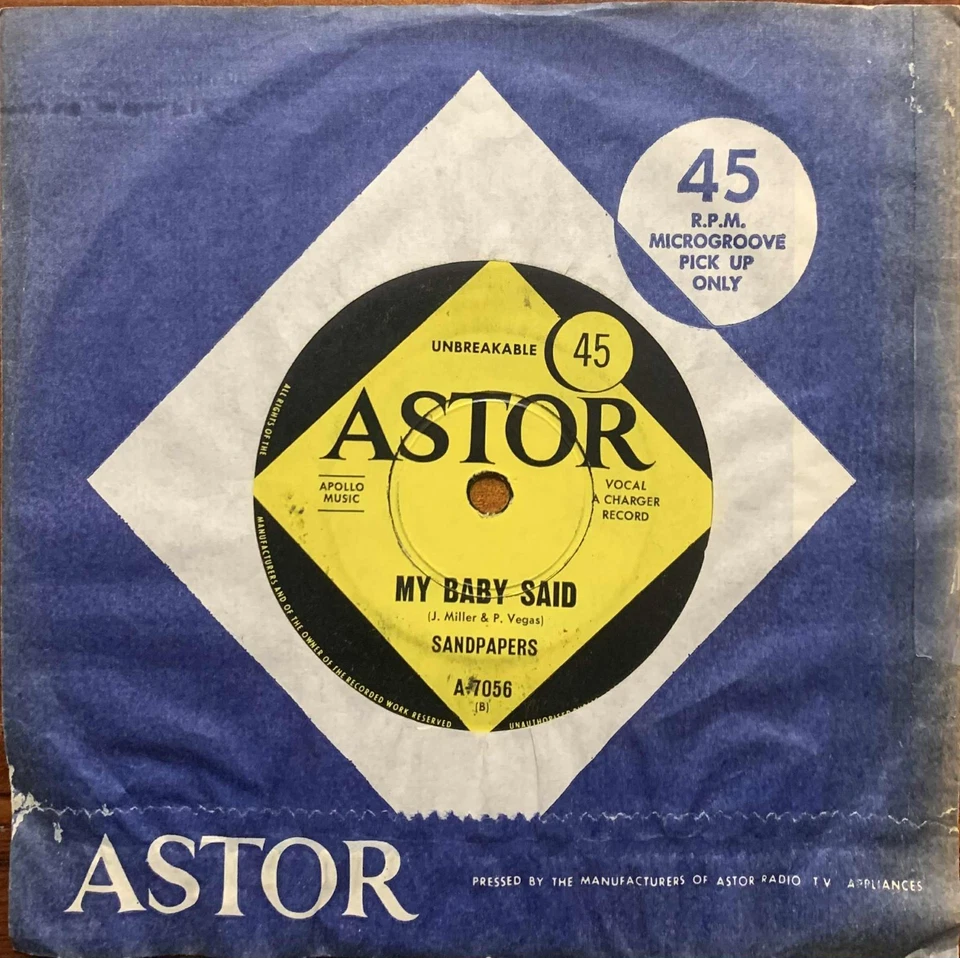 45
R.P.M.
MICROGROOVE
PICK UP
ONLY
UNBREAKABLE
45
ASTOR
APOLLO
MUSIC
VOCAL
A CHARGER
RECORD
MY BABY SAID
(J. Miller & P. Vegas)
SANDPAPERS
A-7056
(B)
ALL RIGHTS OF THE
MANUFACTURERS AND OF THE OWNER OF THE RECORDED WORK RESERVED
ASTOR
PRESSED BY THE MANUFACTURERS OF ASTOR RADIO TV APPLIANCES